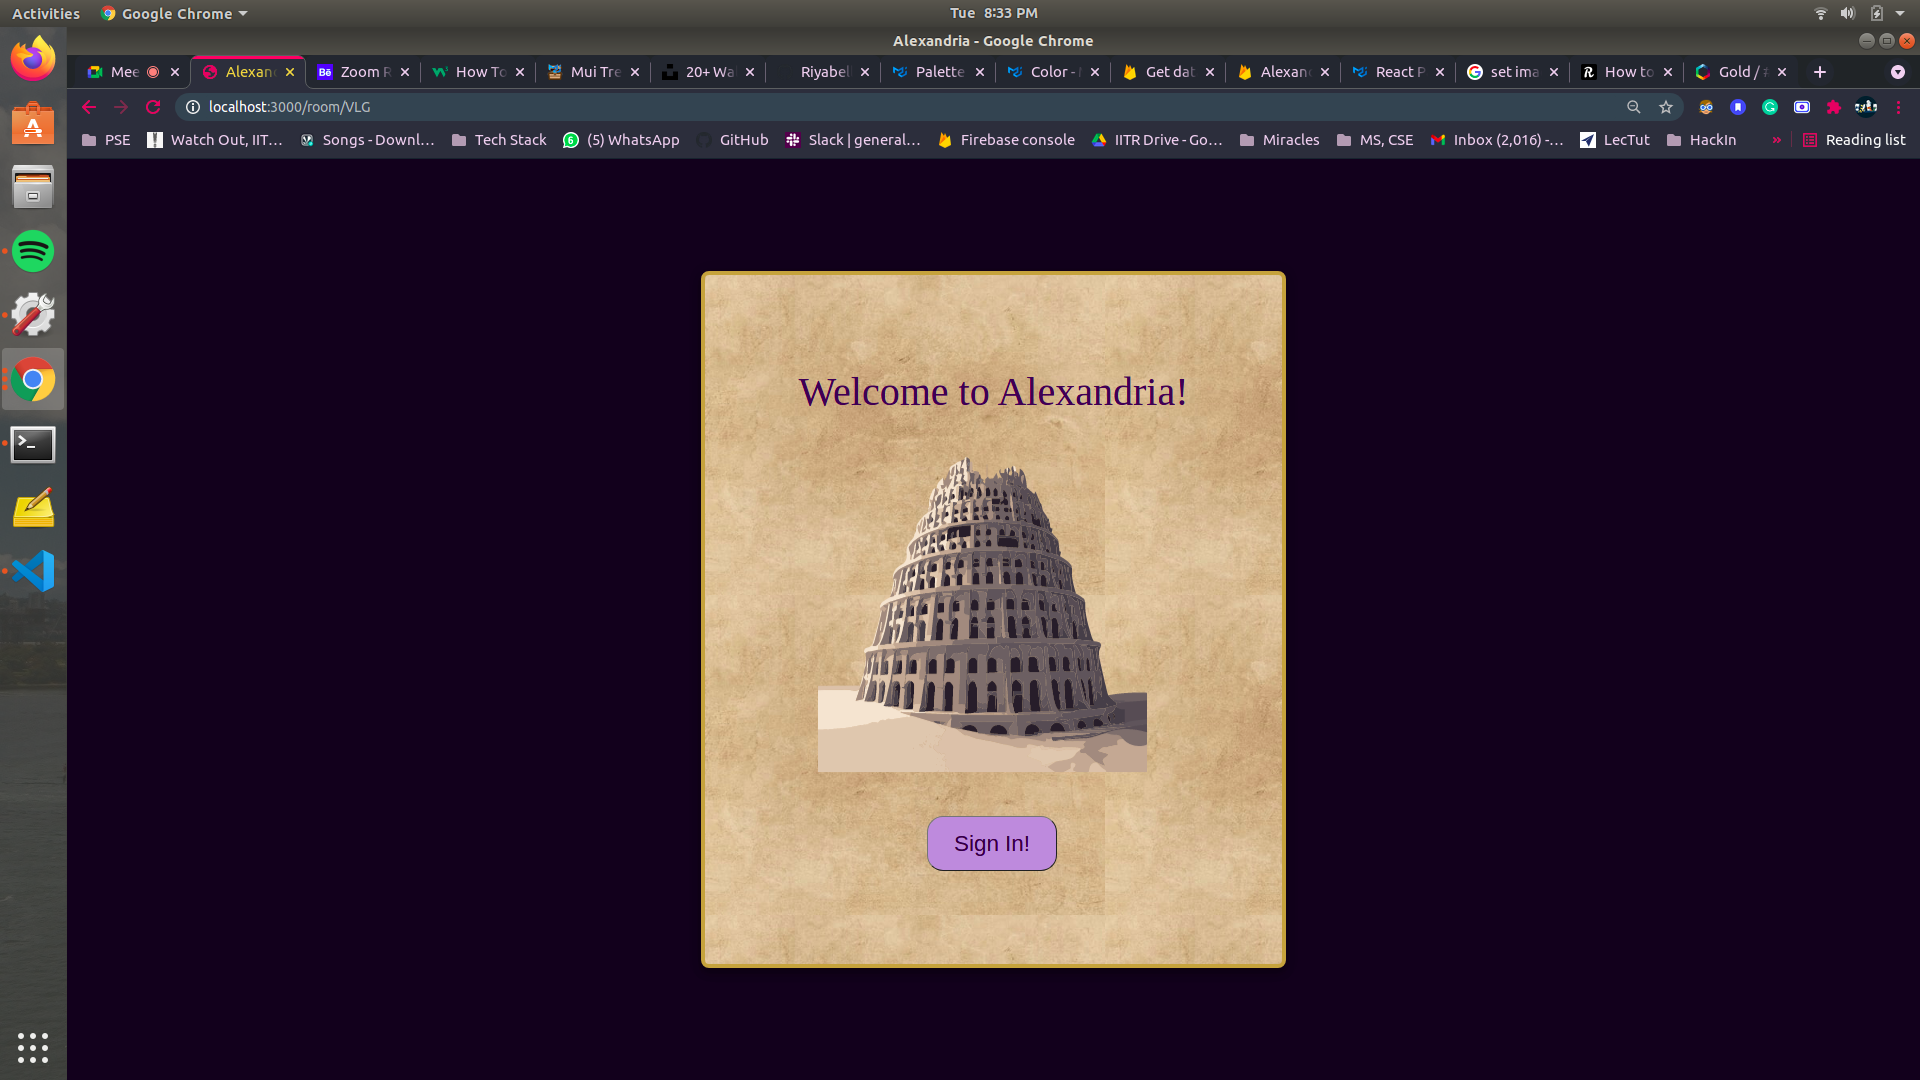 Activities Google Chrome Tue 8:33 PM
Alexandria - Google Chrome
Mee Alexan Zoom R How To Mui Tre 20+ Wa Riyabel Palette Color - Get dat Alexan React P set ima How to Gold / #
localhost:3000/room/VLG
PSE Watch Out, IIT... Songs - Downl... Tech Stack (5) WhatsApp GitHub Slack | general... Firebase console IITR Drive - Go... Miracles MS, CSE Inbox (2,016) -... LecTut HackIn » Reading list
Welcome to Alexandria!
Sign In!